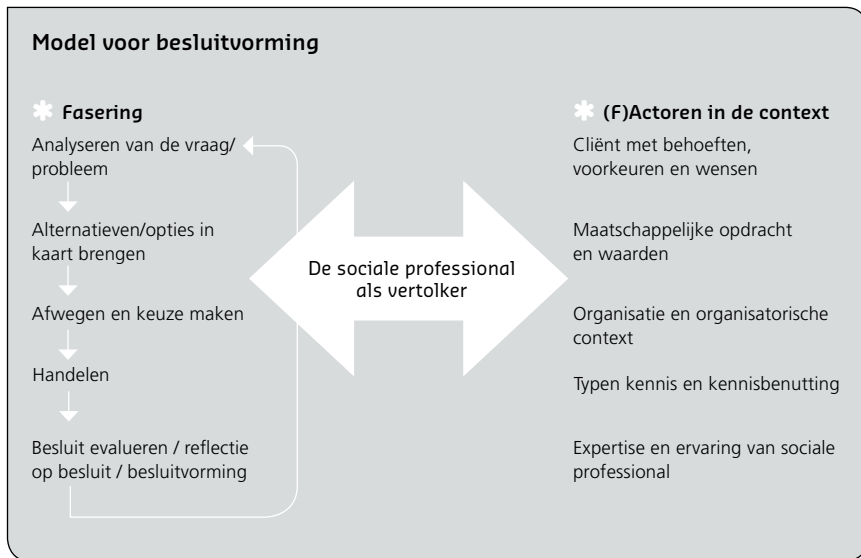 Model voor besluitvorming
Fasering
Analyseren van de vraag/
probleem
Alternatieven/opties in
kaart brengen
Afwegen en keuze maken
Handelen
Besluit evalueren / reflectie
op besluit / besluitvorming
De sociale professional
als vertolker
(F)Actoren in de context
Cliënt met behoeften,
voorkeuren en wensen
Maatschappelijke opdracht
en waarden
Organisatie en organisatorische
context
Typen kennis en kennisbenutting
Expertise en ervaring van sociale
professional